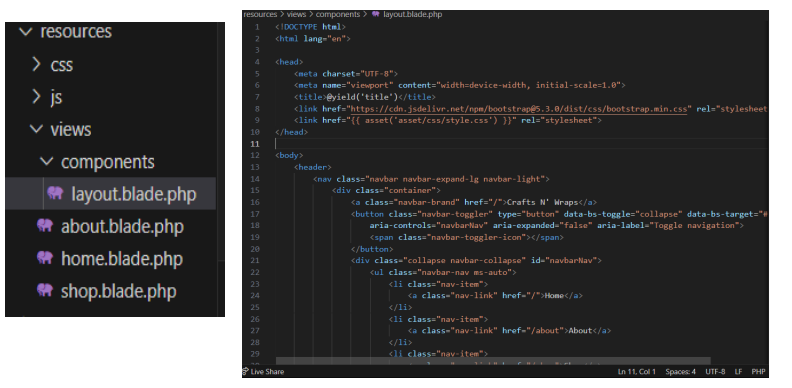 resources
css
js
views
components
layout.blade.php
about.blade.php
home.blade.php
shop.blade.php
resources > views > components > layout.blade.php
1 <!DOCTYPE html>
2 <html lang="en">
3
4 <head>
5 <meta charset="UTF-8">
6 <meta name="viewport" content="width=device-width, initial-scale=1.0">
7 <title>@yield('title')</title>
8 <link href="https://cdn.jsdelivr.net/npm/bootstrap@5.3.0/dist/css/bootstrap.min.css" rel="stylesheet
9 <link href="{{ asset('asset/css/style.css') }}" rel="stylesheet">
10 </head>
11
12 <body>
13 <header>
14 <nav class="navbar navbar-expand-lg navbar-light">
15 <div class="container">
16 <a class="navbar-brand" href="/">Crafts N' Wraps</a>
17 <button class="navbar-toggler" type="button" data-bs-toggle="collapse" data-bs-target="#
18 aria-controls="navbarNav" aria-expanded="false" aria-label="Toggle navigation">
19 <span class="navbar-toggler-icon"></span>
20 </button>
21 <div class="collapse navbar-collapse" id="navbarNav">
22 <ul class="navbar-nav ms-auto">
23 <li class="nav-item">
24 <a class="nav-link" href="/">Home</a>
25 </li>
26 <li class="nav-item">
27 <a class="nav-link" href="/about">About</a>
28 </li>
29 <li class="nav-item">
Live Share Ln 11, Col 1 Spaces: 4 UTF-8 LF PHP